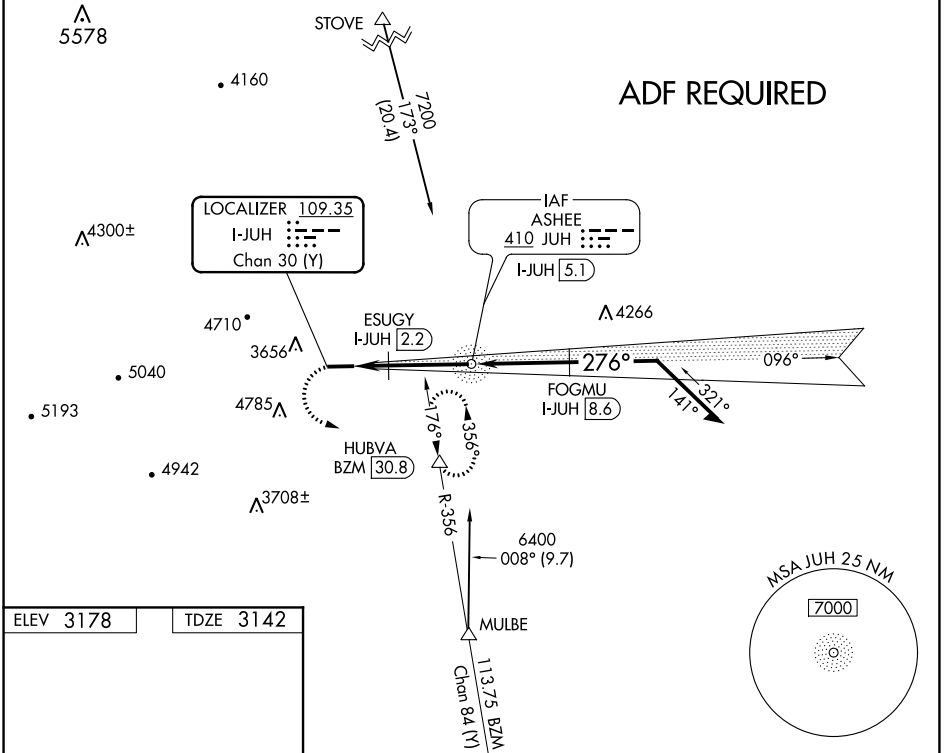 5578
STOVE
4160
ADF REQUIRED
7200
173°
(20.4)
LOCALIZER 109.35
I-JUH
Chan 30 (Y)
IAF
ASHEE
410 JUH
I-JUH 5.1
4300±
4710
ESUGY
I-JUH 2.2
4266
3656
276°
096°
5040
FOGMU
I-JUH 8.6
321°
141°
5193
4785
176°
356°
HUBVA
BZM 30.8
4942
3708±
R-356
6400
008° (9.7)
MSA JUH 25 NM
7000
ELEV 3178
TDZE 3142
MULBE
113.75 BZM
Chan 84 (Y)